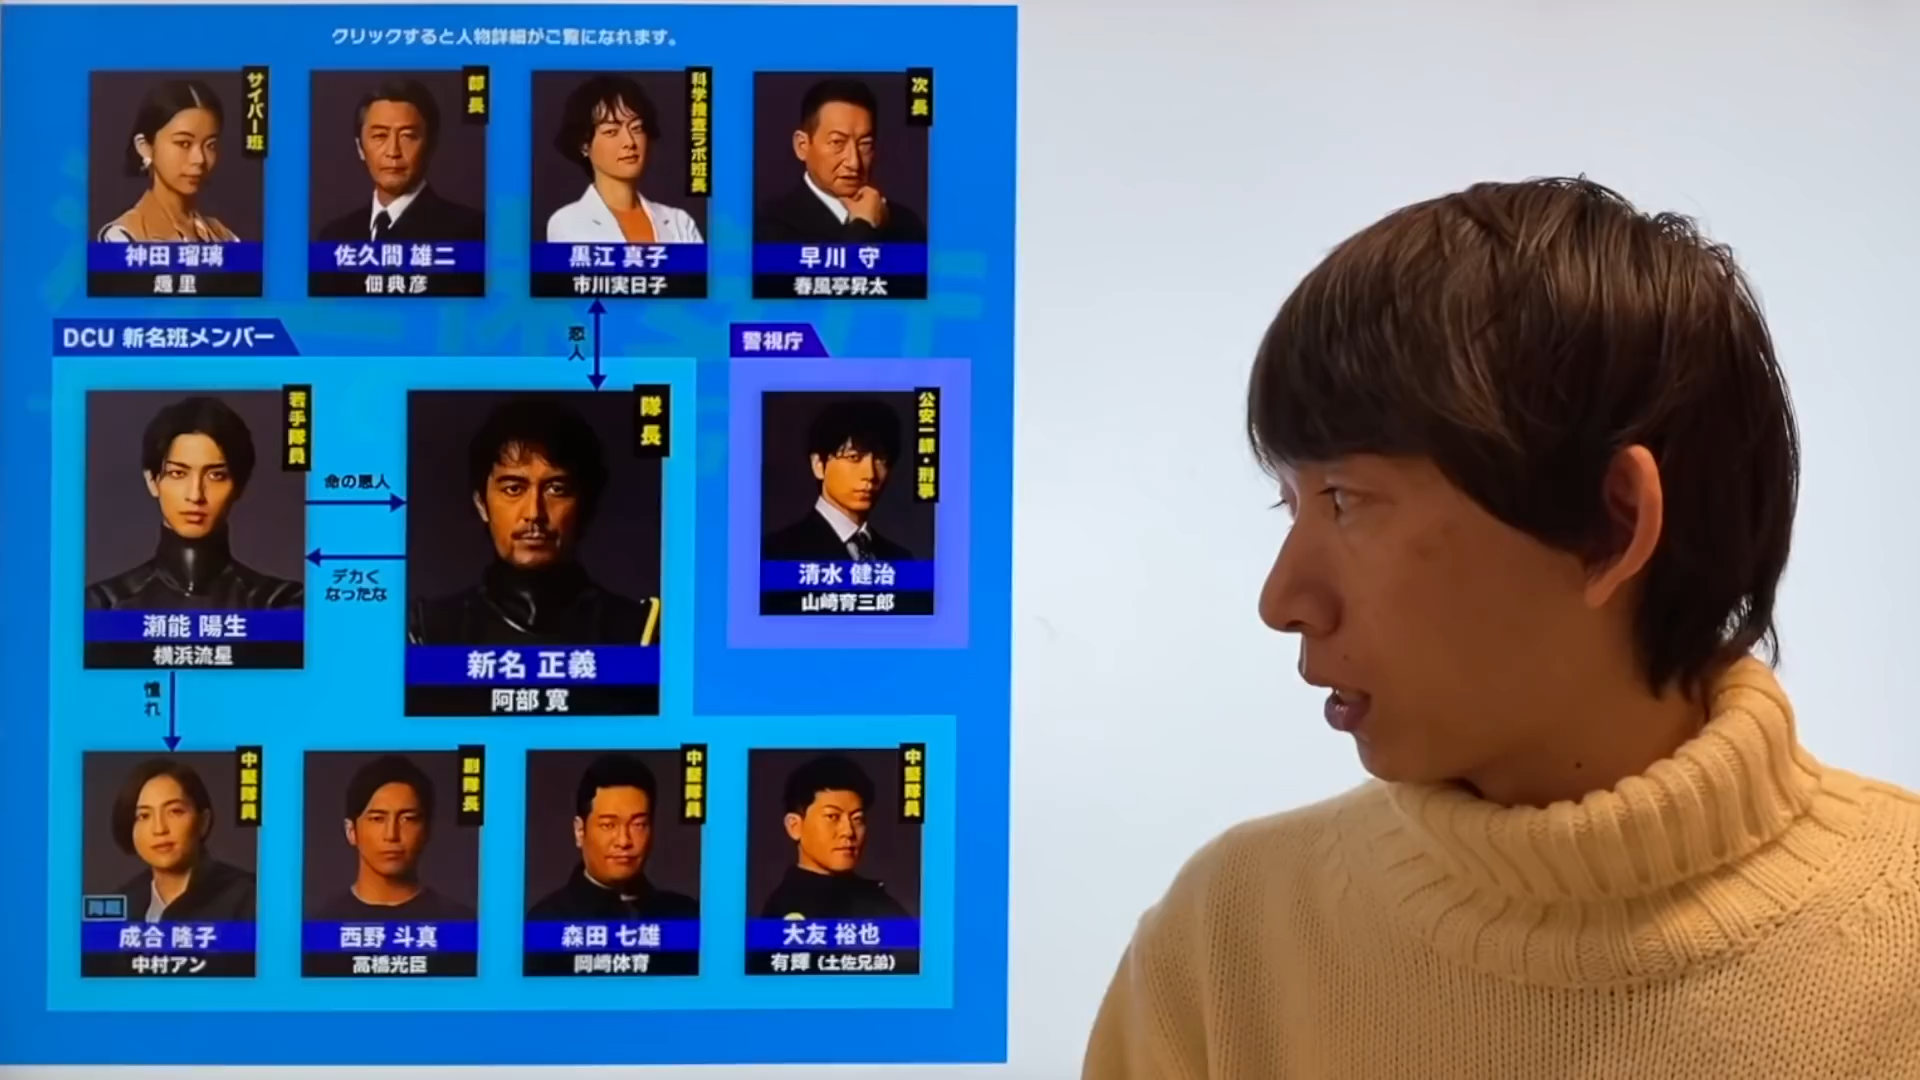 クリックすると人物詳細がご覧になれます。
サイバー班
神田 瑠璃
趣里
部長
佐久間 雄二
佃典彦
科学捜査ラボ班長
黒江 真子
市川実日子
次長
早川 守
春風亭昇太
恋人
DCU 新名班メンバー
警視庁
若手隊員
瀬能 陽生
横浜流星
命の恩人
デカく
なったな
隊長
新名 正義
阿部 寛
公安一課・刑事
清水 健治
山崎育三郎
憧れ
中堅隊員
成合 隆子
中村アン
副隊長
西野 斗真
高橋光臣
中堅隊員
森田 七雄
岡崎体育
中堅隊員
大友 裕也
有輝（土佐兄弟）